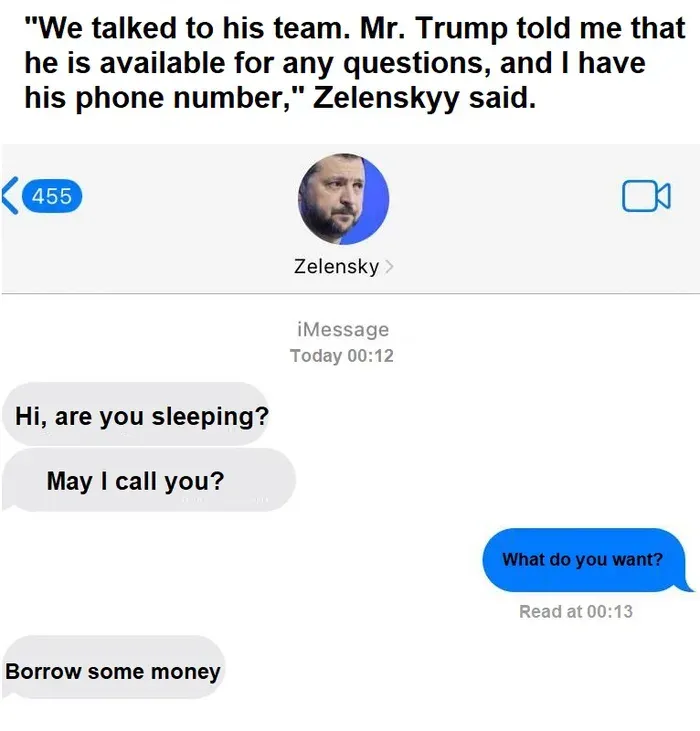 "We talked to his team. Mr. Trump told me that
he is available for any questions, and I have
his phone number," Zelenskyy said.
455
Zelensky
iMessage
Today 00:12
Hi, are you sleeping?
May I call you?
What do you want?
Read at 00:13
Borrow some money